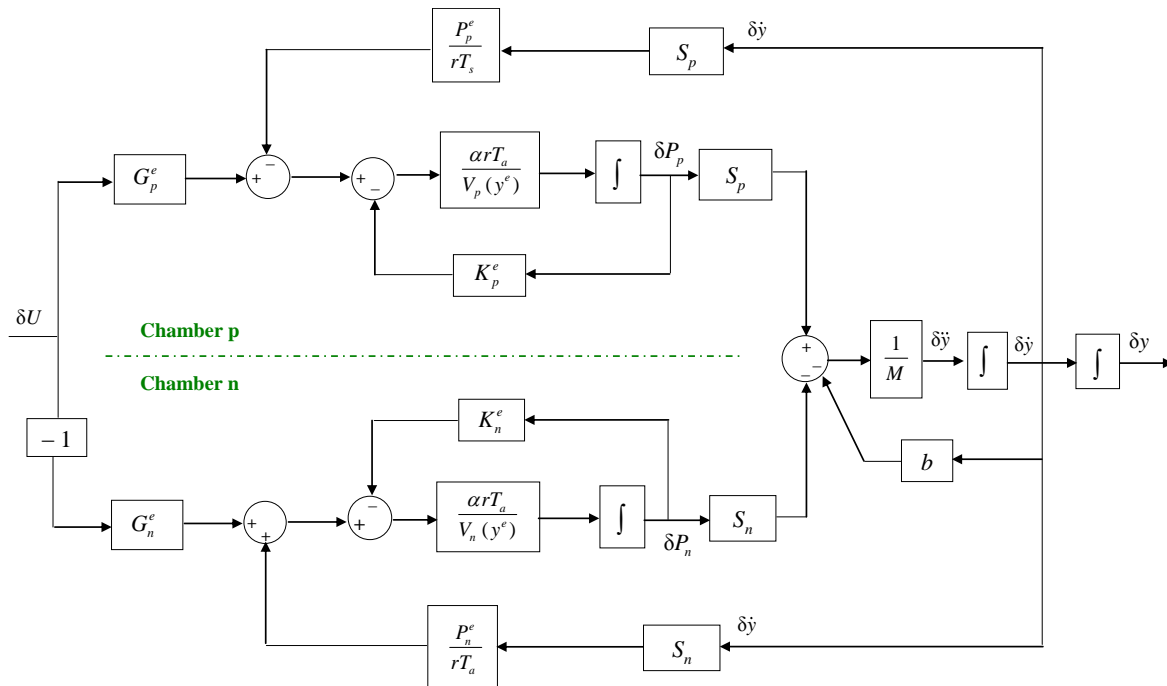 P_p^e / rT_s
S_p
δẏ
G_p^e
+ −
+ −
αrT_a / V_p(y^e)
∫
δP_p
S_p
K_p^e
δU
Chamber p
Chamber n
+ − −
1 / M
δÿ
∫
δẏ
∫
δy
− 1
K_n^e
b
G_n^e
+ +
+ −
αrT_a / V_n(y^e)
∫
δP_n
S_n
P_n^e / rT_a
S_n
δẏ